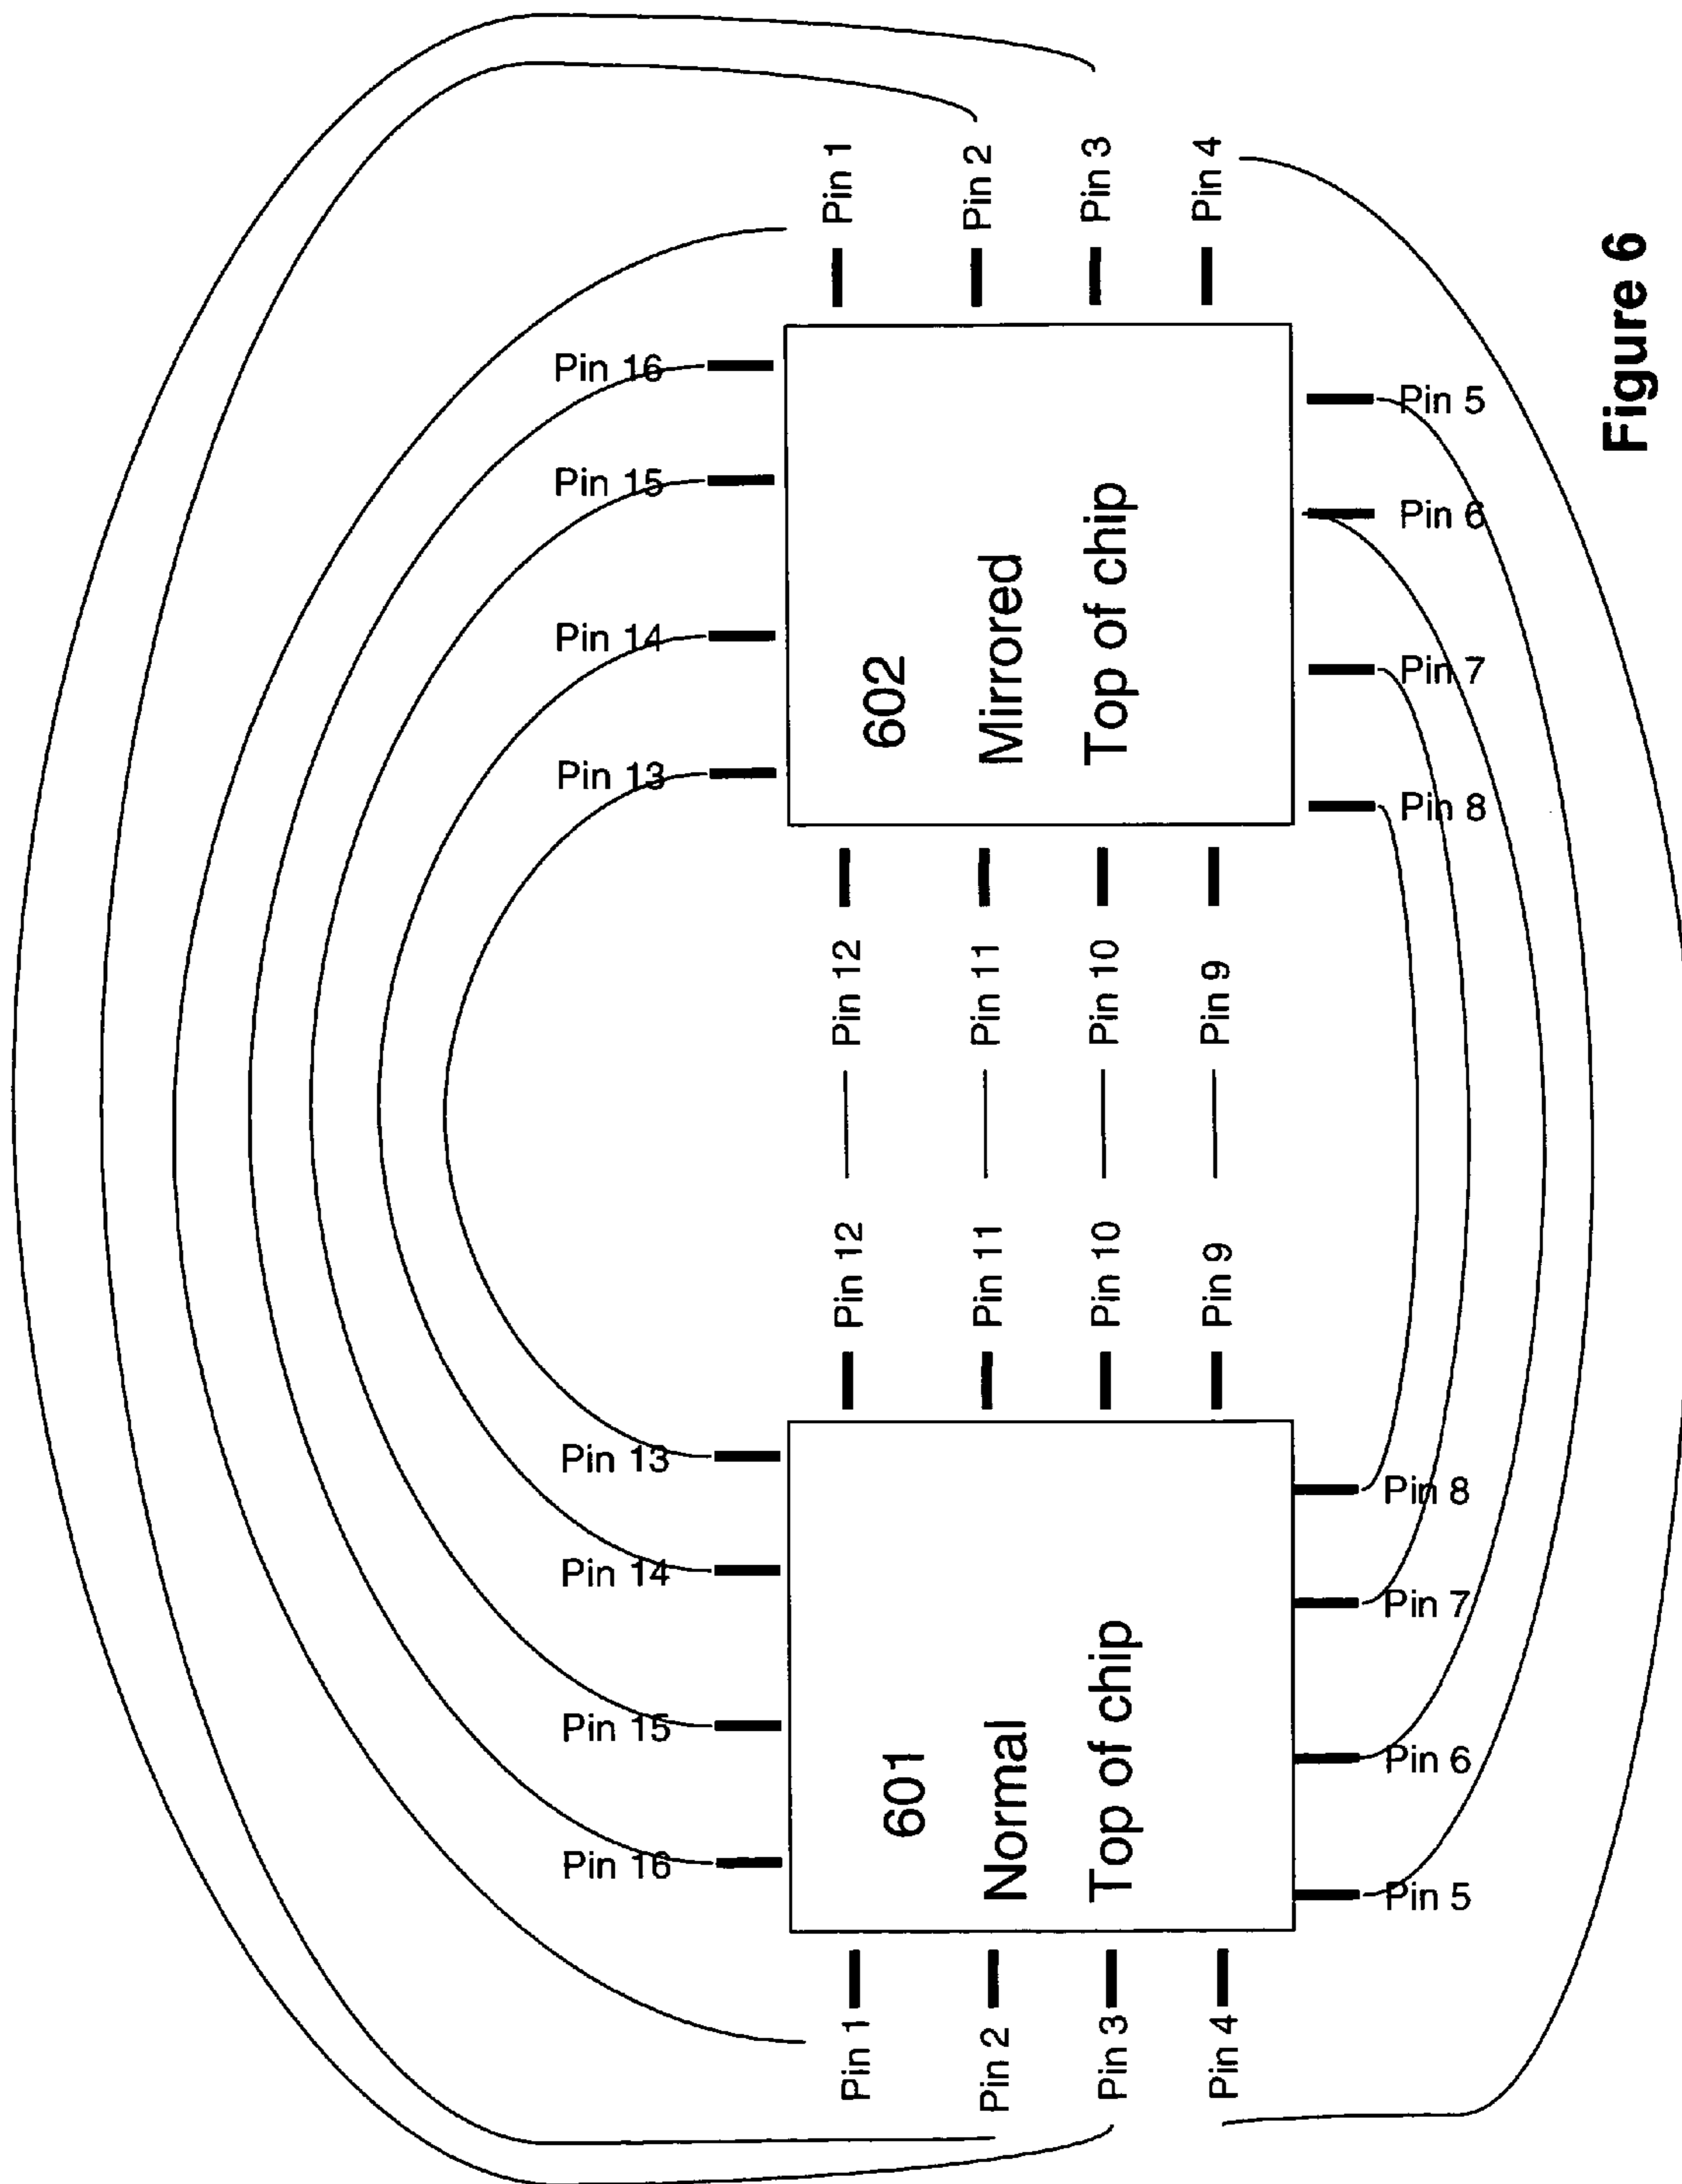 Pin 16
Pin 15
Pin 14
Pin 13
Pin 13
Pin 14
Pin 15
Pin 16
Pin 1
Pin 2
Pin 3
Pin 4
601
Normal
Top of chip
Pin 12
Pin 11
Pin 10
Pin 9
Pin 12
Pin 11
Pin 10
Pin 9
602
Mirrored
Top of chip
Pin 1
Pin 2
Pin 3
Pin 4
Pin 5
Pin 6
Pin 7
Pin 8
Pin 8
Pin 7
Pin 6
Pin 5
Figure 6